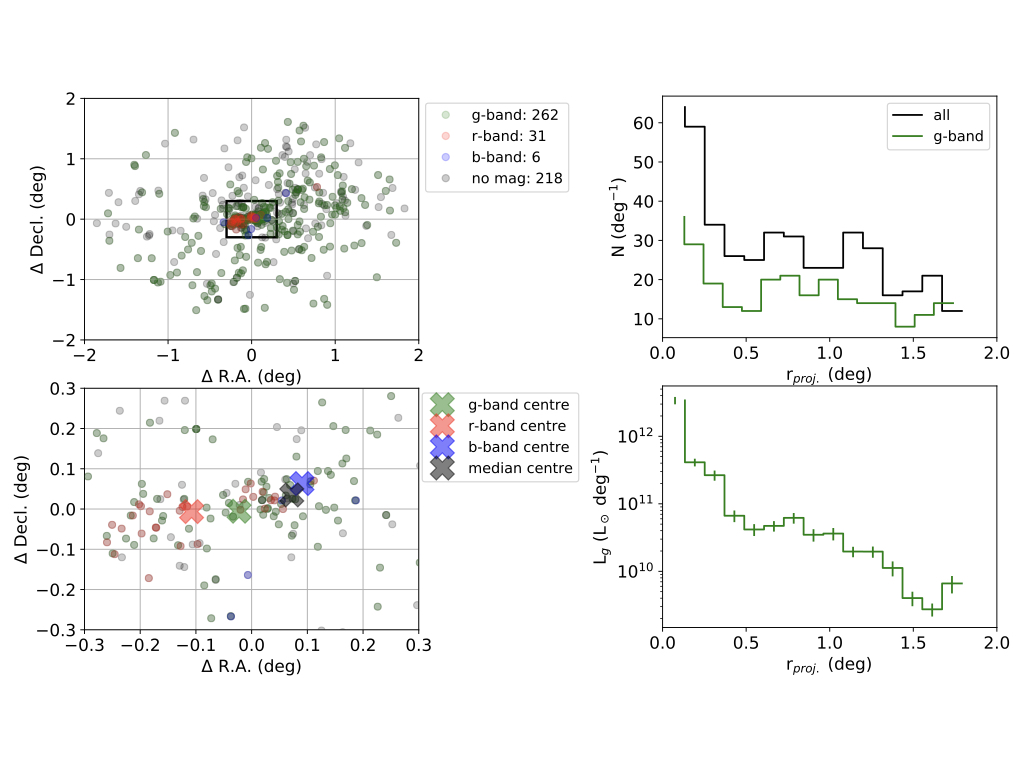 2
1
0
−1
−2
−2
−1
0
1
2
Δ Decl. (deg)
Δ R.A. (deg)
g-band: 262
r-band: 31
b-band: 6
no mag: 218
60
50
40
30
20
10
0.0
0.5
1.0
1.5
2.0
N (deg⁻¹)
r_proj. (deg)
all
g-band
0.3
0.2
0.1
0.0
−0.1
−0.2
−0.3
−0.3
−0.2
−0.1
0.0
0.1
0.2
0.3
Δ Decl. (deg)
Δ R.A. (deg)
g-band centre
r-band centre
b-band centre
median centre
10¹²
10¹¹
10¹⁰
0.0
0.5
1.0
1.5
2.0
L_g (L_⊙ deg⁻¹)
r_proj. (deg)